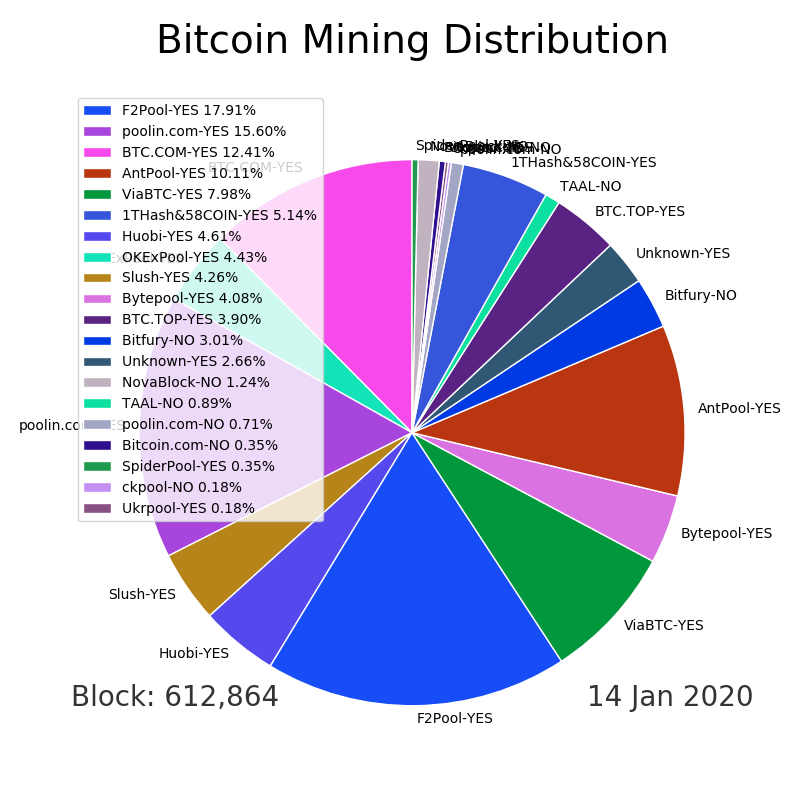 Bitcoin Mining Distribution
F2Pool-YES 17.91%
poolin.com-YES 15.60%
BTC.COM-YES 12.41%
AntPool-YES 10.11%
ViaBTC-YES 7.98%
1THash&58COIN-YES 5.14%
Huobi-YES 4.61%
OKExPool-YES 4.43%
Slush-YES 4.26%
Bytepool-YES 4.08%
BTC.TOP-YES 3.90%
Bitfury-NO 3.01%
Unknown-YES 2.66%
NovaBlock-NO 1.24%
TAAL-NO 0.89%
poolin.com-NO 0.71%
Bitcoin.com-NO 0.35%
SpiderPool-YES 0.35%
ckpool-NO 0.18%
Ukrpool-YES 0.18%
BTC.COM-YES
1THash&58COIN-YES
TAAL-NO
BTC.TOP-YES
Unknown-YES
Bitfury-NO
AntPool-YES
Bytepool-YES
ViaBTC-YES
F2Pool-YES
Huobi-YES
Slush-YES
Block: 612,864
14 Jan 2020